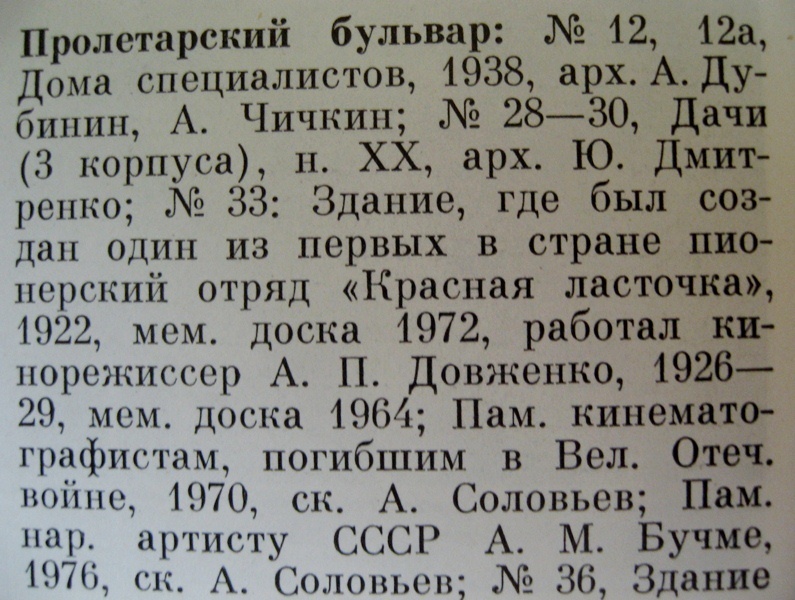 Пролетарский бульвар: № 12, 12а,
Дома специалистов, 1938, арх. А. Ду-
бинин, А. Чичкин; № 28—30, Дачи
(3 корпуса), н. XX, арх. Ю. Дмит-
ренко; № 33: Здание, где был соз-
дан один из первых в стране пио-
нерский отряд «Красная ласточка»,
1922, мем. доска 1972, работал ки-
норежиссер А. П. Довженко, 1926—
29, мем. доска 1964; Пам. кинемато-
графистам, погибшим в Вел. Отеч.
войне, 1970, ск. А. Соловьев; Пам.
нар. артисту СССР А. М. Бучме,
1976, ск. А. Соловьев; № 36, Здание